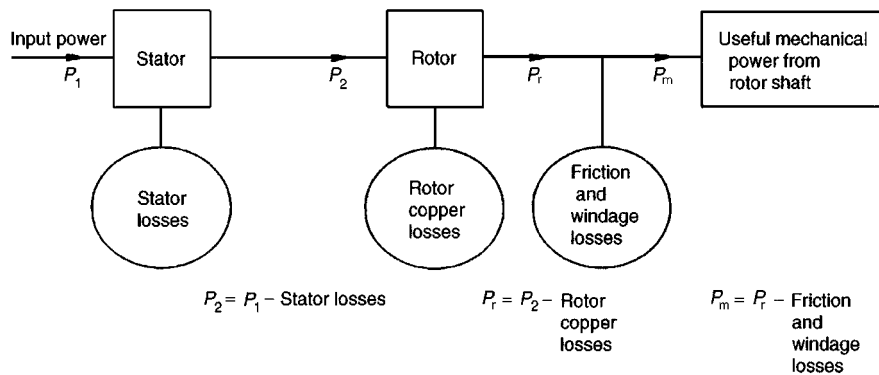 Input power
P₁
Stator
P₂
Rotor
Pᵣ
Pₘ
Useful mechanical
power from
rotor shaft
Stator
losses
Rotor
copper
losses
Friction
and
windage
losses
P₂ = P₁ – Stator losses
Pᵣ = P₂ – Rotor
copper
losses
Pₘ = Pᵣ – Friction
and
windage
losses